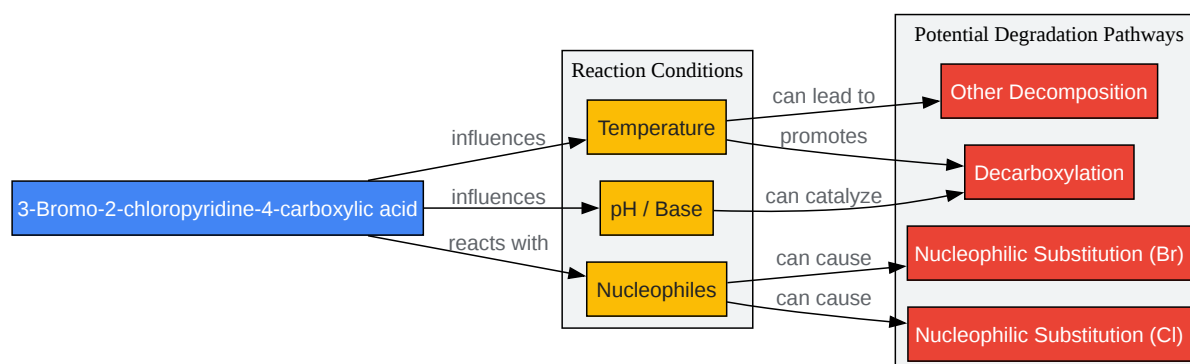 Potential Degradation Pathways
Reaction Conditions
can lead to
Other Decomposition
Temperature
influences
promotes
Decarboxylation
3-Bromo-2-chloropyridine-4-carboxylic acid
influences
pH / Base
can catalyze
reacts with
Nucleophiles
can cause
Nucleophilic Substitution (Br)
can cause
Nucleophilic Substitution (Cl)